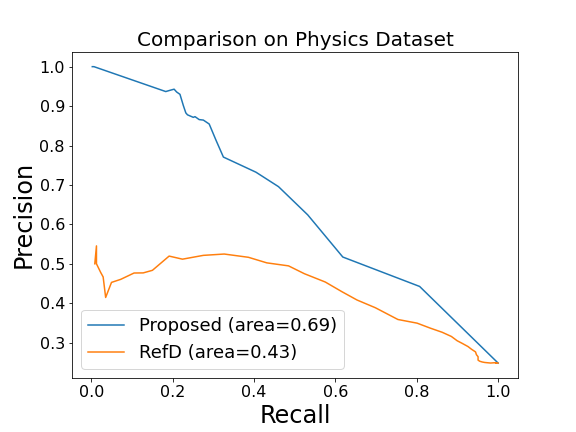 Comparison on Physics Dataset
1.0
0.9
0.8
0.7
0.6
0.5
0.4
0.3
Precision
Proposed (area=0.69)
RefD (area=0.43)
0.0 0.2 0.4 0.6 0.8 1.0
Recall